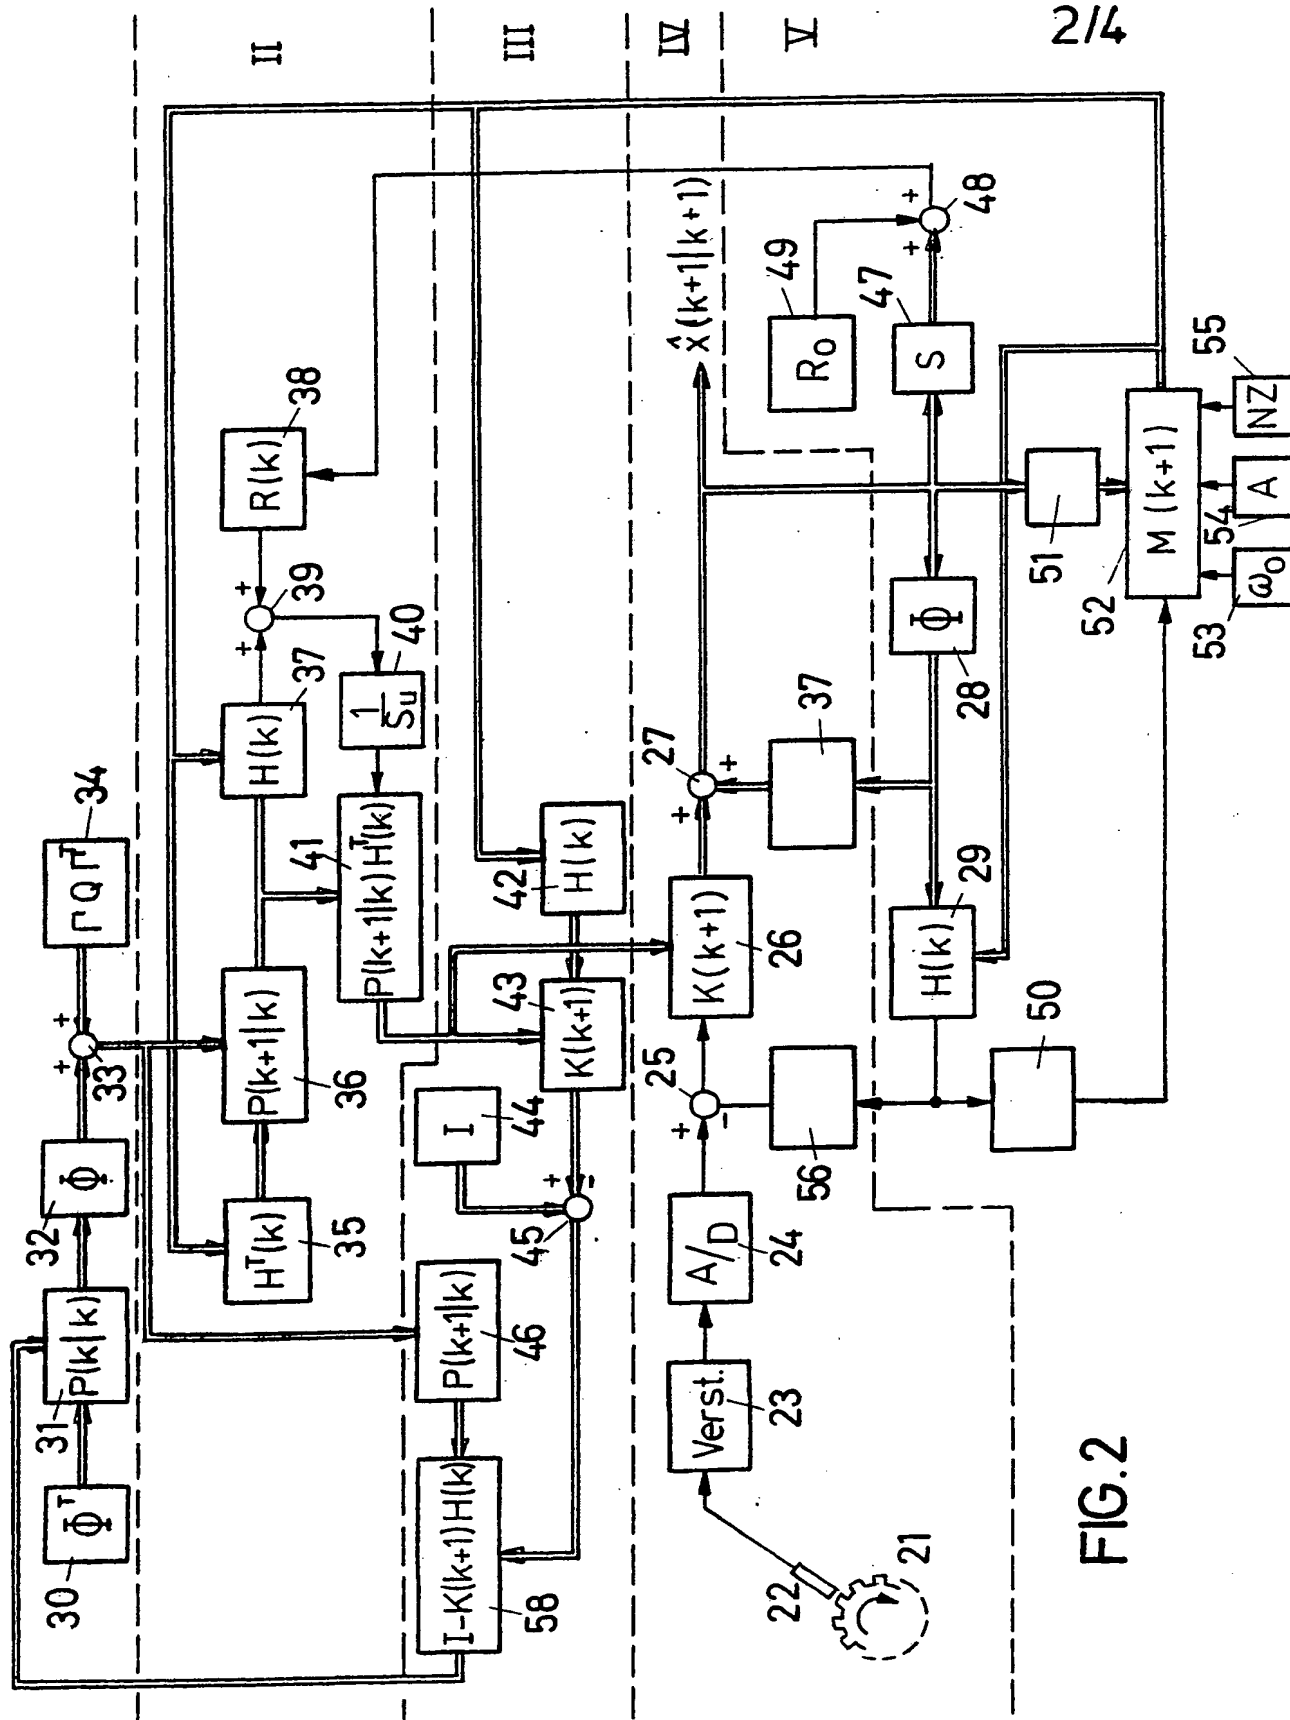 2/4
II
III
IV
V
30
Φᵀ
31
P(k|k)
32
Φ
33
+
+
34
ΓQΓᵀ
35
Hᵀ(k)
36
P(k+1|k)
37
H(k)
+
+
39
38
R(k)
40
1/Su
41
P(k+1|k)Hᵀ(k)
42
H(k)
43
K(k+1)
44
I
45
+
-
46
P(k+1|k)
58
I-K(k+1)H(k)
21
22
23
Verst.
24
A/D
25
+
-
26
K(k+1)
27
+
+
x̂(k+1|k+1)
56
37
49
R₀
47
S
48
+
+
28
Φ
29
H(k)
50
51
52
M(k+1)
53
ω₀
54
A
55
NZ
FIG.2